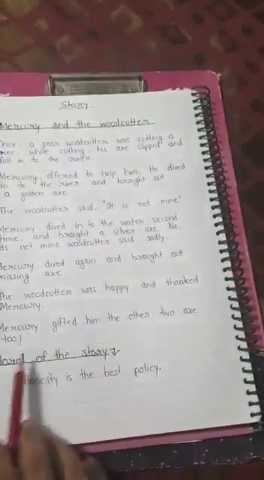 Story
Mercury and the woodcutter
Once, a poor woodcutter was cutting a
tree, while cutting his axe slipped and
fell in to the river.
Mercury, offered to help him. He dived
in to the river and brought out
a golden axe
The woodcutter said "It is not mine"
Mercury dived in to the water second
time, and brought a silver axe. No
its not mine woodcutter said sadly.
Mercury dived again and brought out
missing axe
The woodcutter was happy and thanked
Mercury.
Mercury gifted him the other two axe
too!
Moral of the story:-
honesty is the best policy.